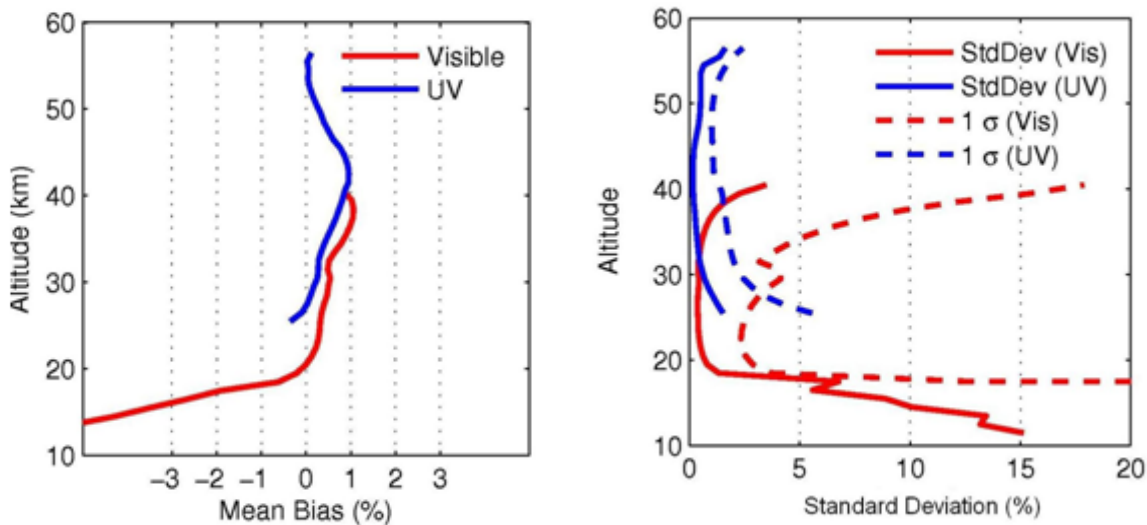 60
50
40
30
20
10
Altitude (km)
Visible
UV
−3 −2 −1 0 1 2 3
Mean Bias (%)
60
50
40
30
20
10
Altitude
StdDev (Vis)
StdDev (UV)
1 σ (Vis)
1 σ (UV)
0 5 10 15 20
Standard Deviation (%)